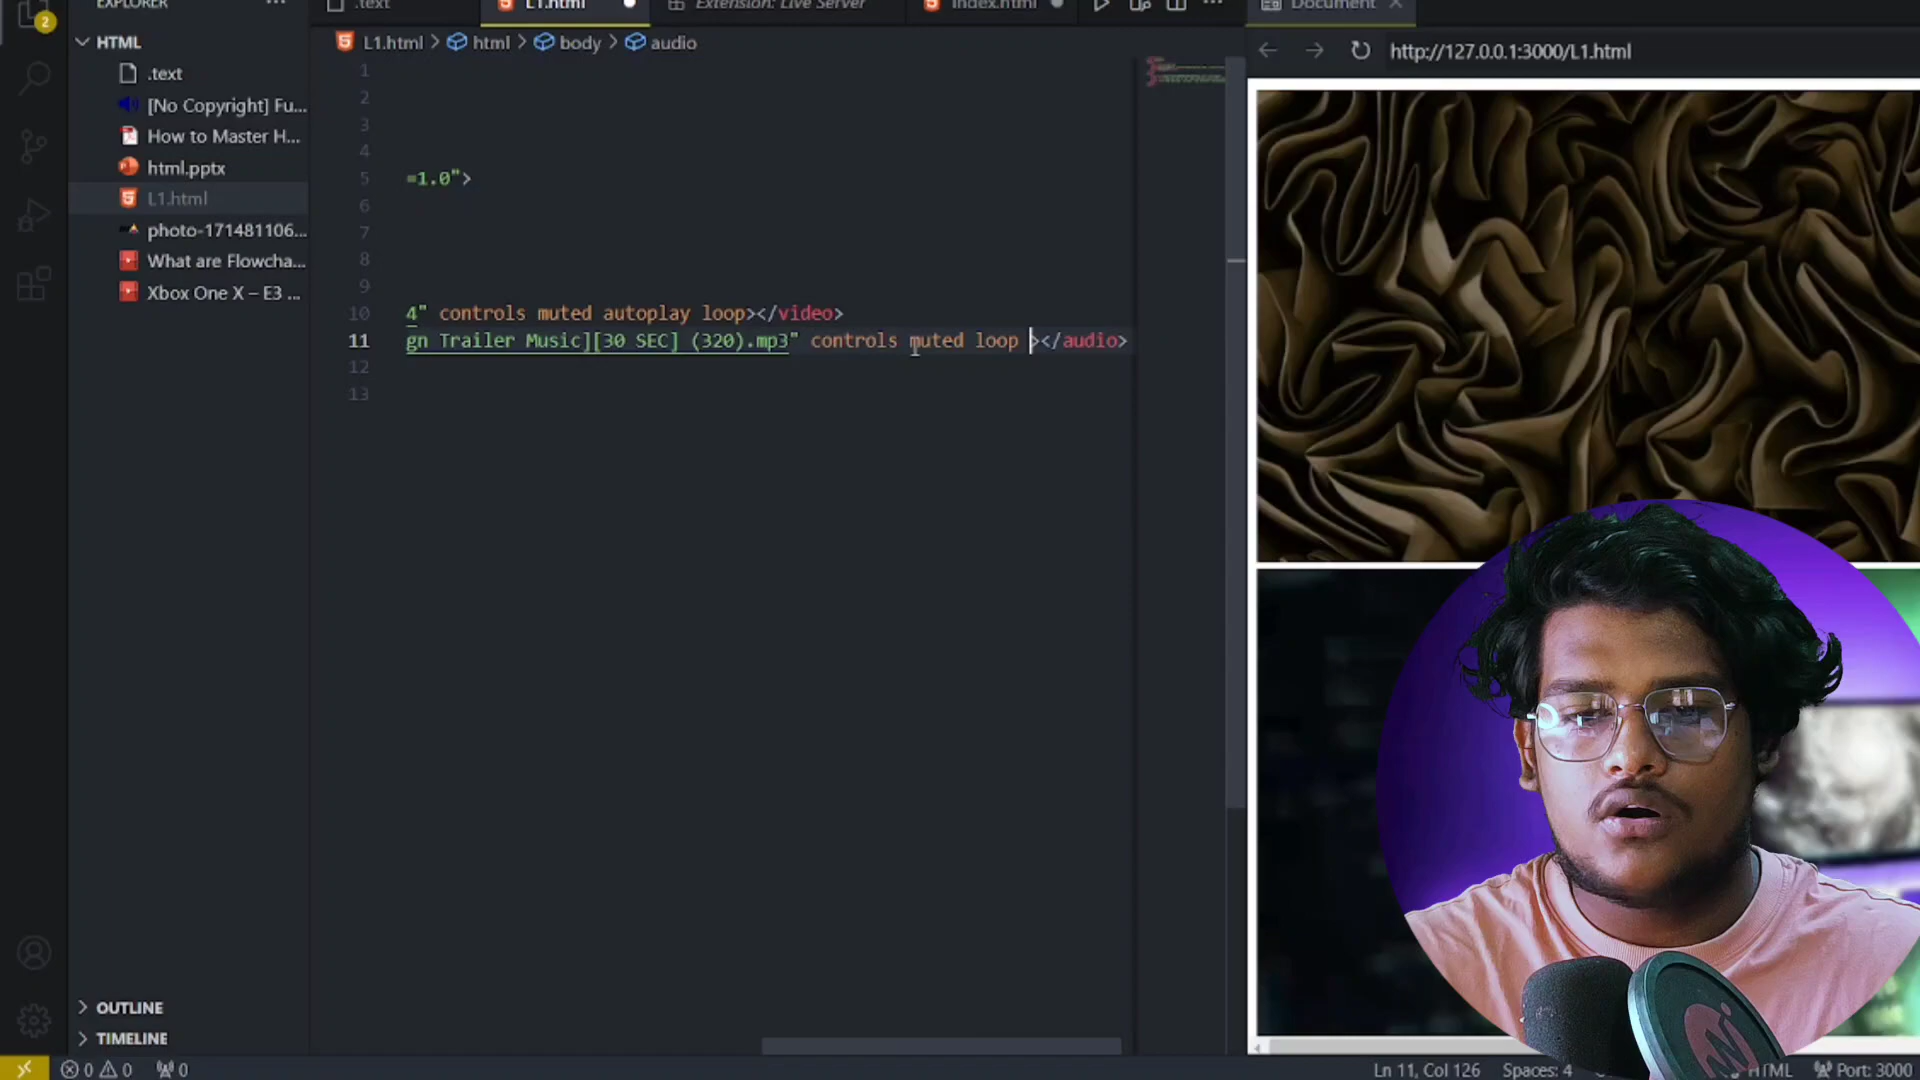 EXPLORER ...
2
HTML
.text
[No Copyright] Fu...
How to Master H...
html.pptx
L1.html
photo-171481106...
What are Flowcha...
Xbox One X – E3 ...
OUTLINE
TIMELINE
.text
L1.html
Extension: Live Server
index.html
...
L1.html > html > body > audio
1
2
3
4
5 =1.0">
6
7
8
9
10 4" controls muted autoplay loop></video>
11 gn Trailer Music][30 SEC] (320).mp3" controls muted loop ></audio>
12
13
Document
http://127.0.0.1:3000/L1.html
0 0 0
Ln 11, Col 126
Spaces: 4
HTML
Port: 3000